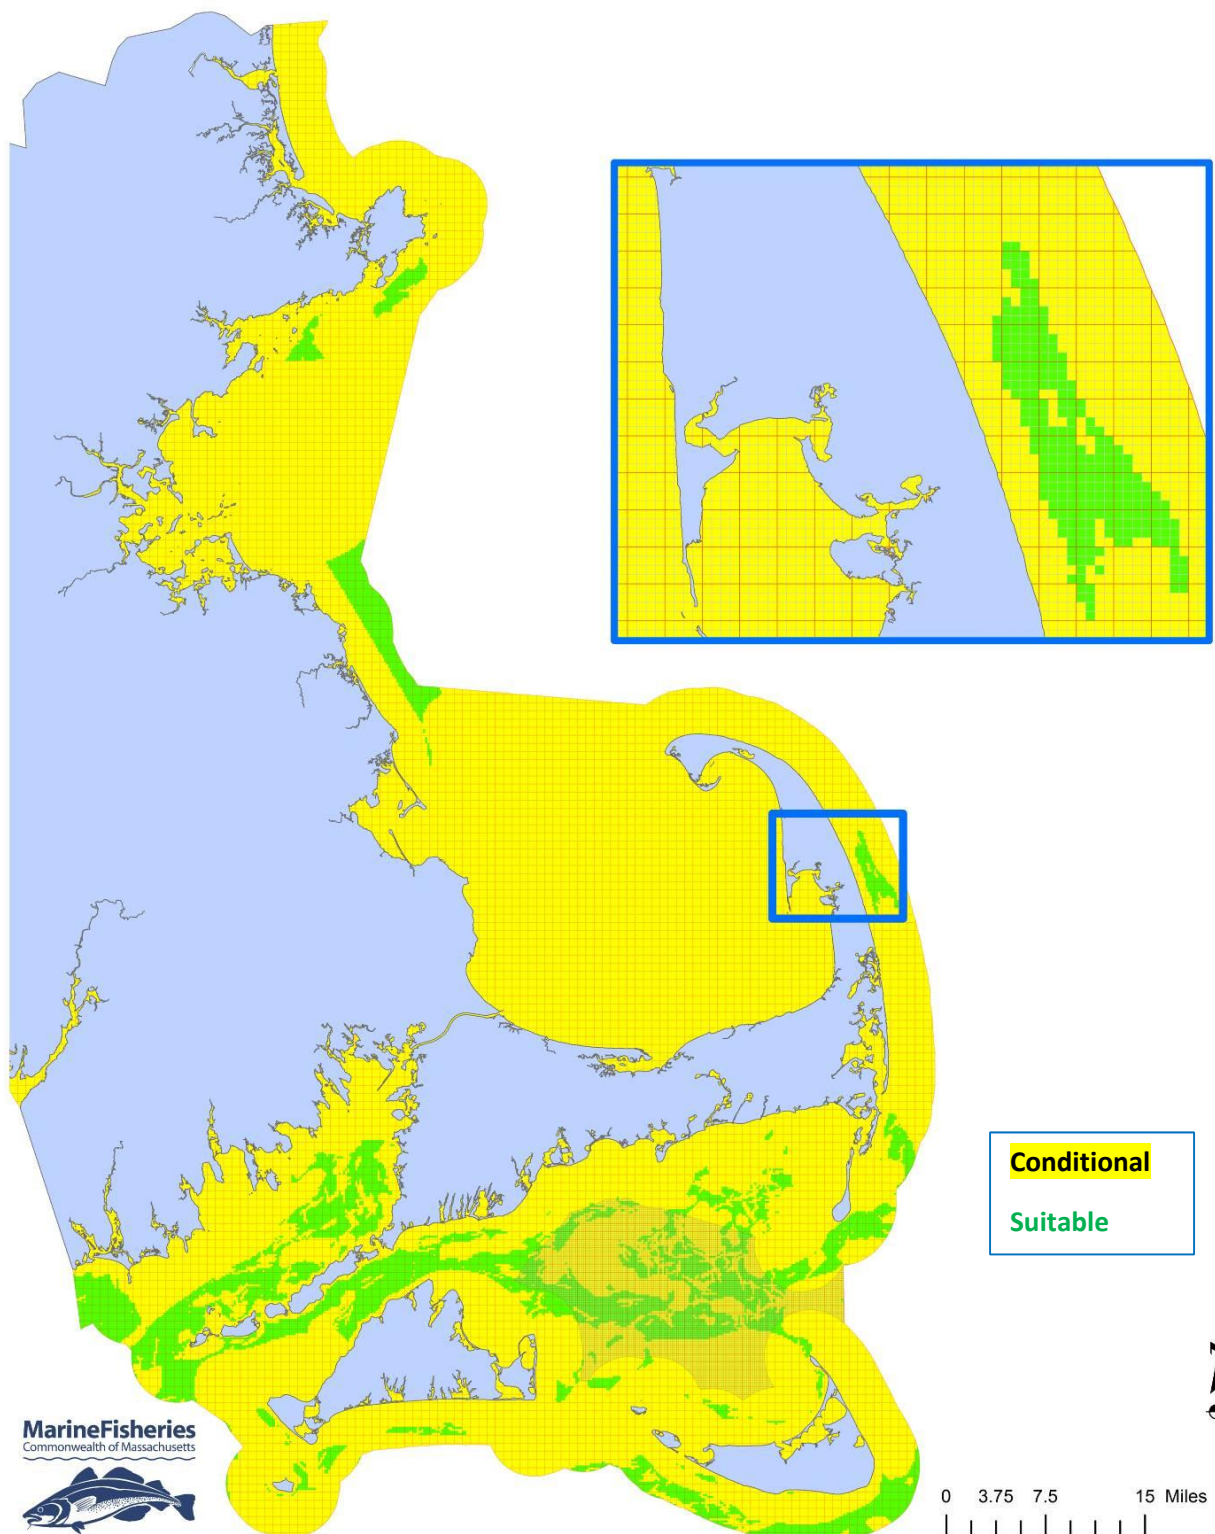 Conditional
Suitable
MarineFisheries
Commonwealth of Massachusetts
0 3.75 7.5 15 Miles